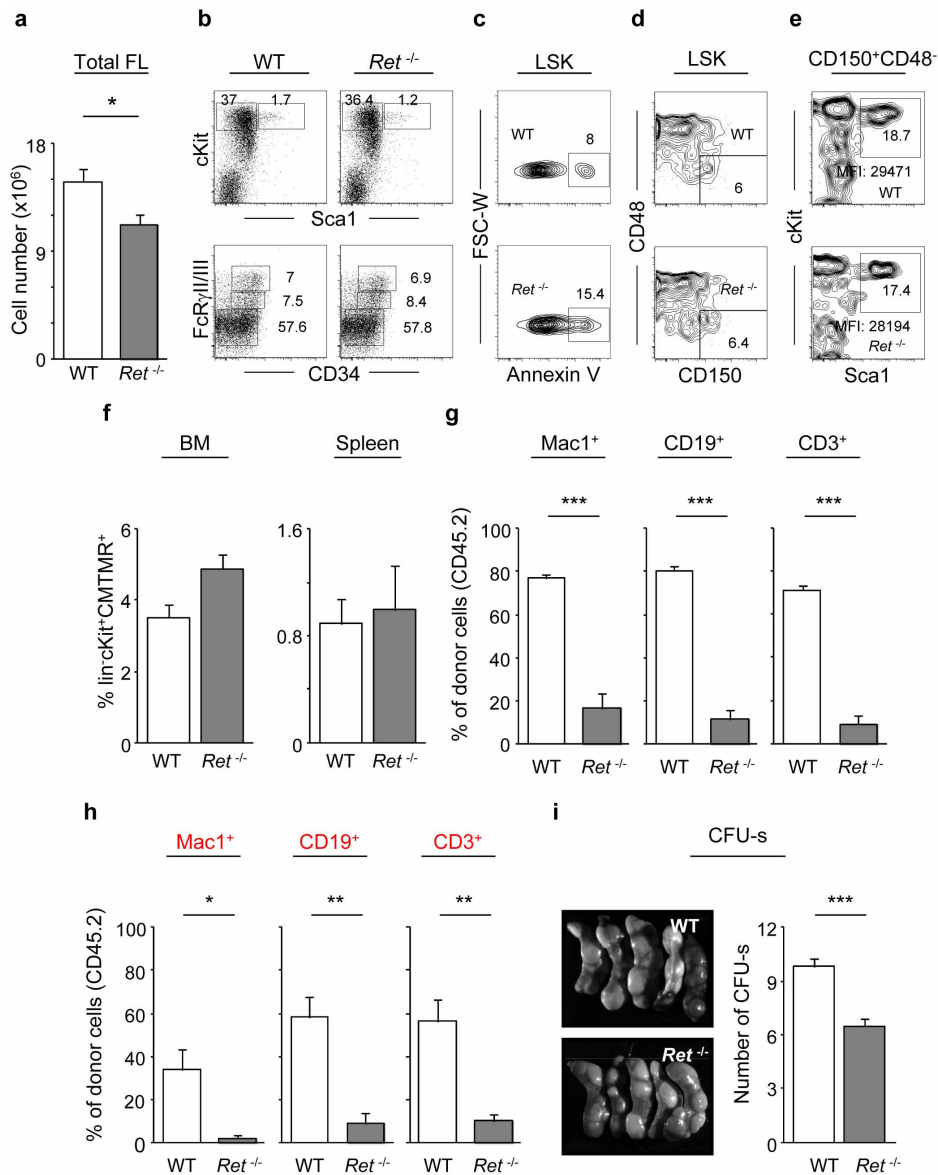 a
Total FL
*
Cell number (x10⁶)
18
9
0
WT
Ret -/-
b
WT
Ret -/-
37
1.7
36.4
1.2
cKit
Sca1
7
7.5
57.6
6.9
8.4
57.8
FcRγII/III
CD34
c
LSK
WT
8
Ret -/-
15.4
FSC-W
Annexin V
d
LSK
WT
6
Ret -/-
6.4
CD48
CD150
e
CD150⁺CD48⁻
18.7
MFI: 29471
WT
17.4
MFI: 28194
Ret -/-
cKit
Sca1
f
BM
Spleen
% lin⁻cKit⁺CMTMR⁺
6
4
2
0
WT
Ret -/-
1.6
0.8
0
WT
Ret -/-
g
Mac1⁺
CD19⁺
CD3⁺
***
***
***
% of donor cells (CD45.2)
100
80
60
40
20
0
WT
Ret -/-
WT
Ret -/-
WT
Ret -/-
h
Mac1⁺
CD19⁺
CD3⁺
*
**
**
% of donor cells (CD45.2)
100
80
60
40
20
0
WT
Ret -/-
WT
Ret -/-
WT
Ret -/-
i
CFU-s
WT
Ret -/-
***
Number of CFU-s
12
9
6
3
0
WT
Ret -/-